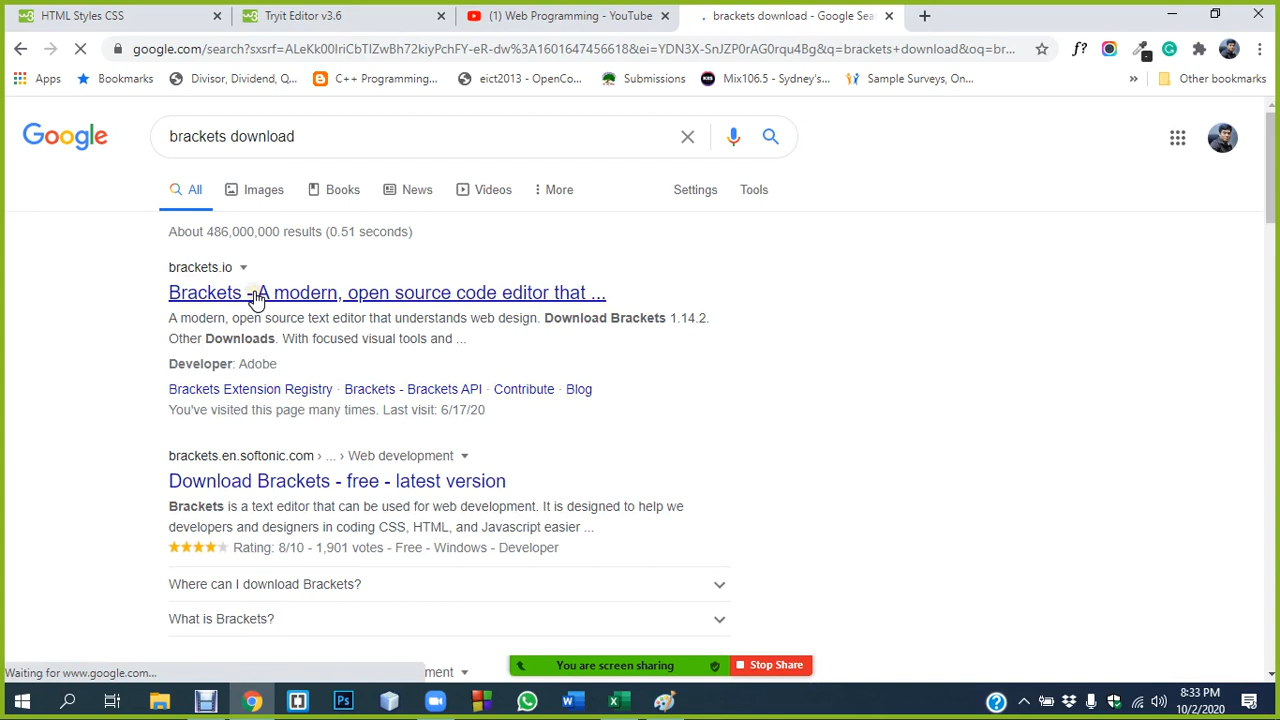 HTML Styles CSS
Tryit Editor v3.6
(1) Web Programming - YouTube
brackets download - Google Sea
google.com/search?sxsrf=ALeKk00IriCbTIZwBh72kiyPchFY-eR-dw%3A1601647456618&ei=YDN3X-SnJZP0rAG0rqu4Bg&q=brackets+download&oq=br...
f?
Apps
Bookmarks
Divisor, Dividend, Q...
C++ Programming...
eict2013 - OpenCo...
Submissions
Mix106.5 - Sydney's...
Sample Surveys, On...
»
Other bookmarks
Google
brackets download
All
Images
Books
News
Videos
More
Settings
Tools
About 486,000,000 results (0.51 seconds)
brackets.io
Brackets - A modern, open source code editor that ...
A modern, open source text editor that understands web design. Download Brackets 1.14.2.
Other Downloads. With focused visual tools and ...
Developer: Adobe
Brackets Extension Registry · Brackets - Brackets API · Contribute · Blog
You've visited this page many times. Last visit: 6/17/20
brackets.en.softonic.com › ... › Web development
Download Brackets - free - latest version
Brackets is a text editor that can be used for web development. It is designed to help we
developers and designers in coding CSS, HTML, and Javascript easier ...
Rating: 8/10 - 1,901 votes - Free - Windows - Developer
Where can I download Brackets?
What is Brackets?
Waiting for www.google.com...
ment
You are screen sharing
Stop Share
8:33 PM
10/2/2020